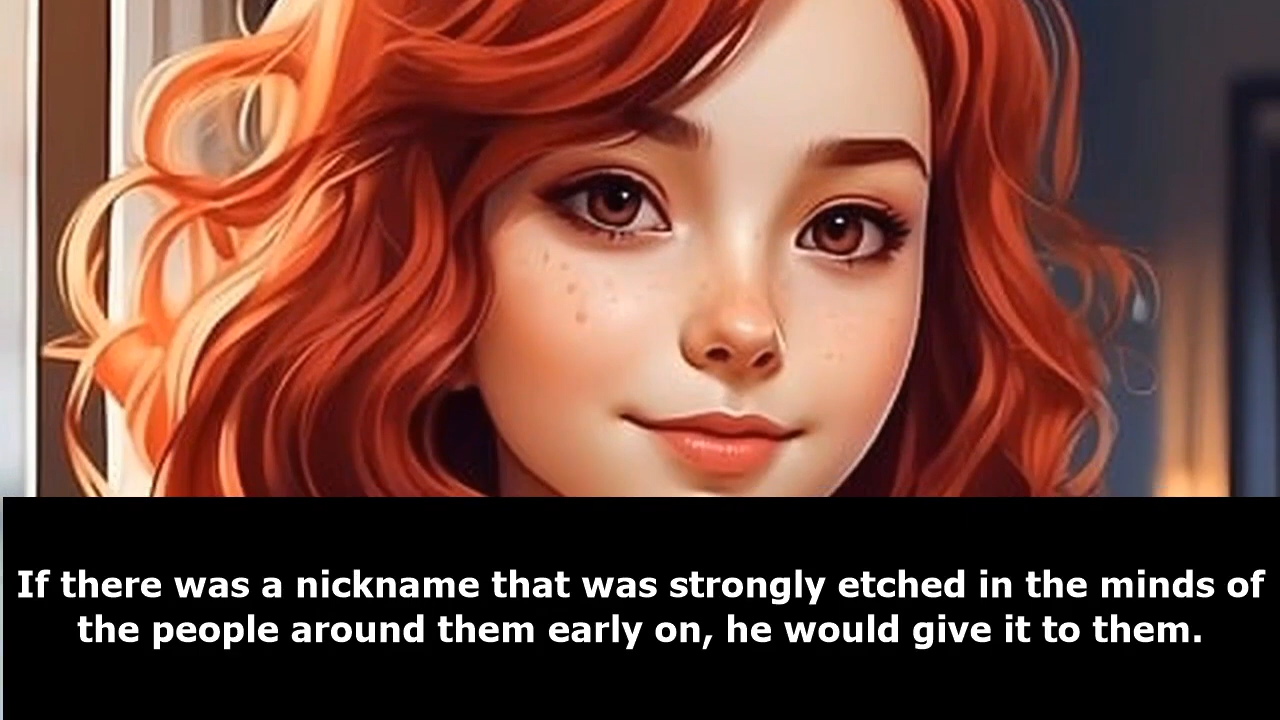 If there was a nickname that was strongly etched in the minds of
the people around them early on, he would give it to them.